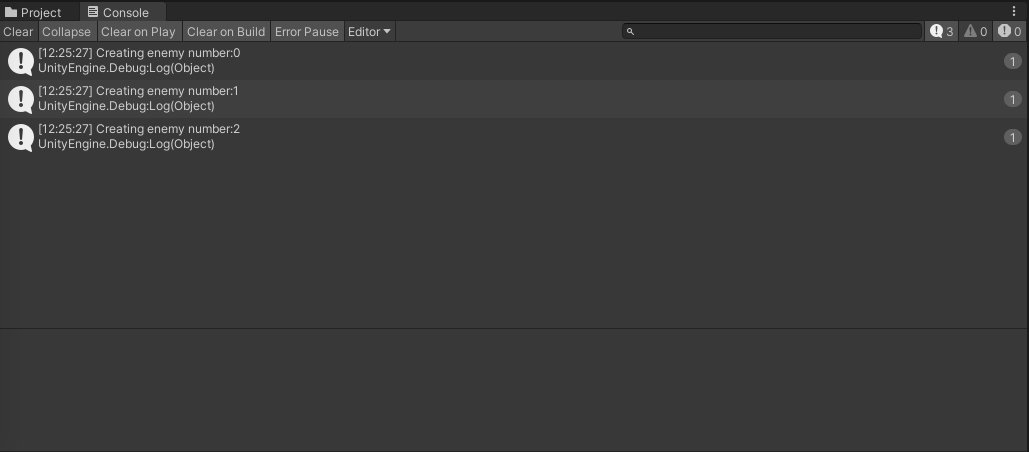 Project Console
Clear Collapse Clear on Play Clear on Build Error Pause Editor 3 0 0
[12:25:27] Creating enemy number:0
UnityEngine.Debug:Log(Object)
1
[12:25:27] Creating enemy number:1
UnityEngine.Debug:Log(Object)
1
[12:25:27] Creating enemy number:2
UnityEngine.Debug:Log(Object)
1